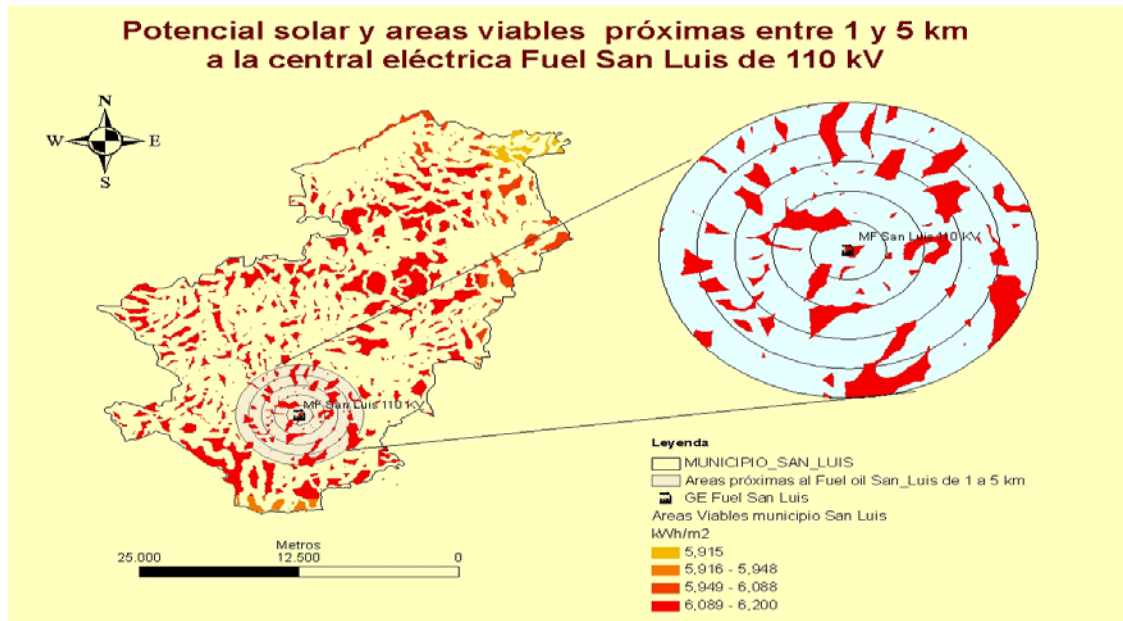 Potencial solar y areas viables próximas entre 1 y 5 km
a la central eléctrica Fuel San Luis de 110 kV
N
W E
S
MF San Luis 110 KV
MF San Luis 110 KV
Leyenda
MUNICIPIO_SAN_LUIS
Areas próximas al Fuel oil San_Luis de 1 a 5 km
GE Fuel San Luis
Areas Viables municipio San Luis
kWh/m2
5,915
5,916 - 5,948
5,949 - 6,088
6,089 - 6,200
Metros
25.000 12.500 0